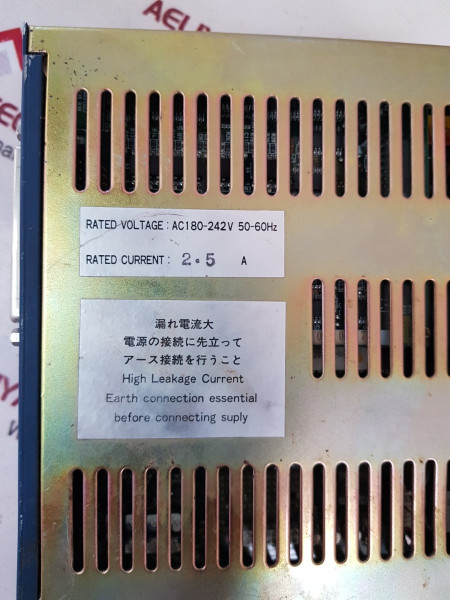 RATED VOLTAGE : AC180-242V 50-60Hz
RATED CURRENT : 2.5 A
漏れ電流大
電源の接続に先立って
アース接続を行うこと
High Leakage Current
Earth connection essential
before connecting suply